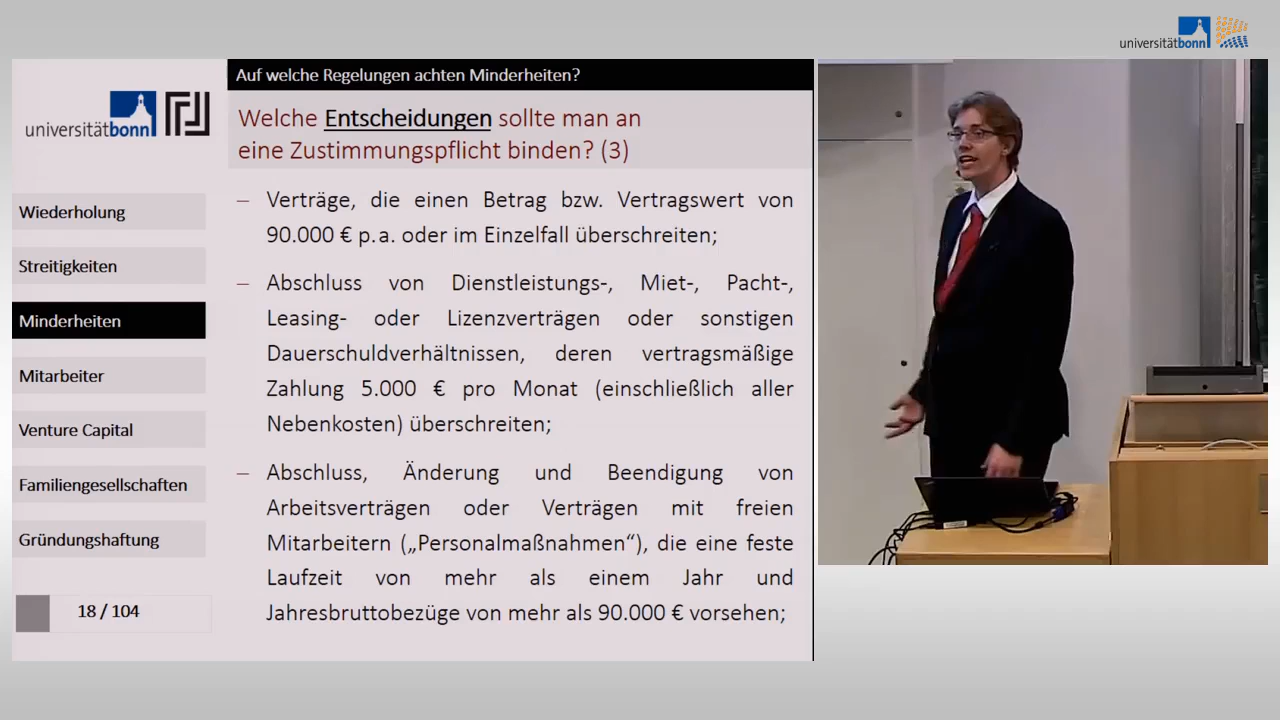 universitätbonn
Auf welche Regelungen achten Minderheiten?
universitätbonn
Welche Entscheidungen sollte man an
eine Zustimmungspflicht binden? (3)
Wiederholung
Streitigkeiten
Minderheiten
Mitarbeiter
Venture Capital
Familiengesellschaften
Gründungshaftung
18 / 104
– Verträge, die einen Betrag bzw. Vertragswert von
90.000 € p.a. oder im Einzelfall überschreiten;
– Abschluss von Dienstleistungs-, Miet-, Pacht-,
Leasing- oder Lizenzverträgen oder sonstigen
Dauerschuldverhältnissen, deren vertragsmäßige
Zahlung 5.000 € pro Monat (einschließlich aller
Nebenkosten) überschreiten;
– Abschluss, Änderung und Beendigung von
Arbeitsverträgen oder Verträgen mit freien
Mitarbeitern („Personalmaßnahmen“), die eine feste
Laufzeit von mehr als einem Jahr und
Jahresbruttobezüge von mehr als 90.000 € vorsehen;